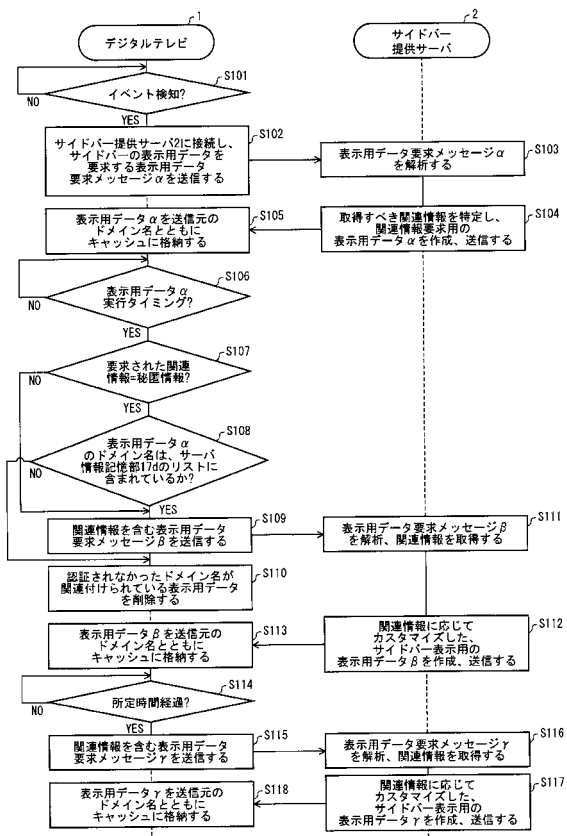 1
デジタルテレビ
2
サイドバー
提供サーバ
S101
イベント検知?
NO
YES
S102
サイドバー提供サーバ2に接続し、
サイドバーの表示用データを
要求する表示用データ
要求メッセージαを送信する
S103
表示用データ要求メッセージα
を解析する
S104
取得すべき関連情報を特定し、
関連情報要求用の
表示用データαを作成、送信する
S105
表示用データαを送信元の
ドメイン名とともに
キャッシュに格納する
S106
表示用データα
実行タイミング?
NO
YES
S107
要求された関連
情報=秘匿情報?
NO
YES
S108
表示用データα
のドメイン名は、サーバ
情報記憶部17dのリストに
含まれているか?
NO
YES
S109
関連情報を含む表示用データ
要求メッセージβを送信する
S111
表示用データ要求メッセージβ
を解析、関連情報を取得する
S110
認証されなかったドメイン名が
関連付けられている表示用データ
を削除する
S112
関連情報に応じて
カスタマイズした、
サイドバー表示用の
表示用データβを作成、送信する
S113
表示用データβを送信元の
ドメイン名とともに
キャッシュに格納する
S114
所定時間経過?
NO
YES
S115
関連情報を含む表示用データ
要求メッセージγを送信する
S116
表示用データ要求メッセージγ
を解析、関連情報を取得する
S117
関連情報に応じて
カスタマイズした、
サイドバー表示用の
表示用データγを作成、送信する
S118
表示用データγを送信元の
ドメイン名とともに
キャッシュに格納する